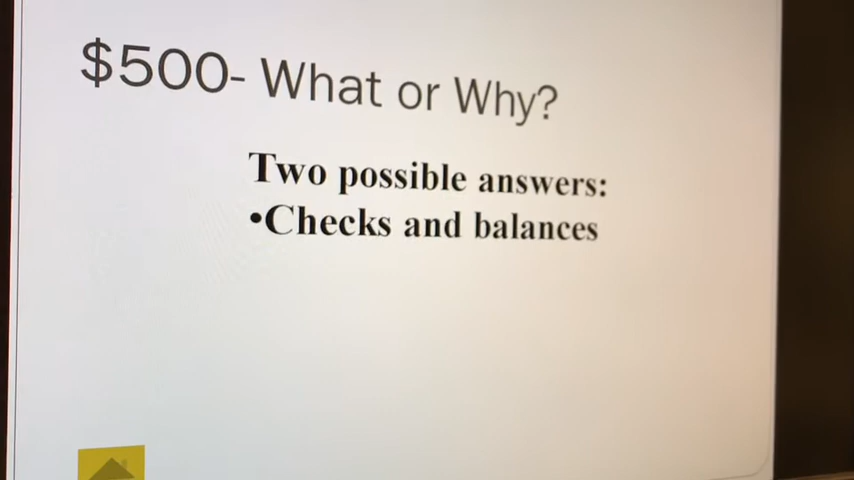 $500- What or Why?
Two possible answers:
•Checks and balances